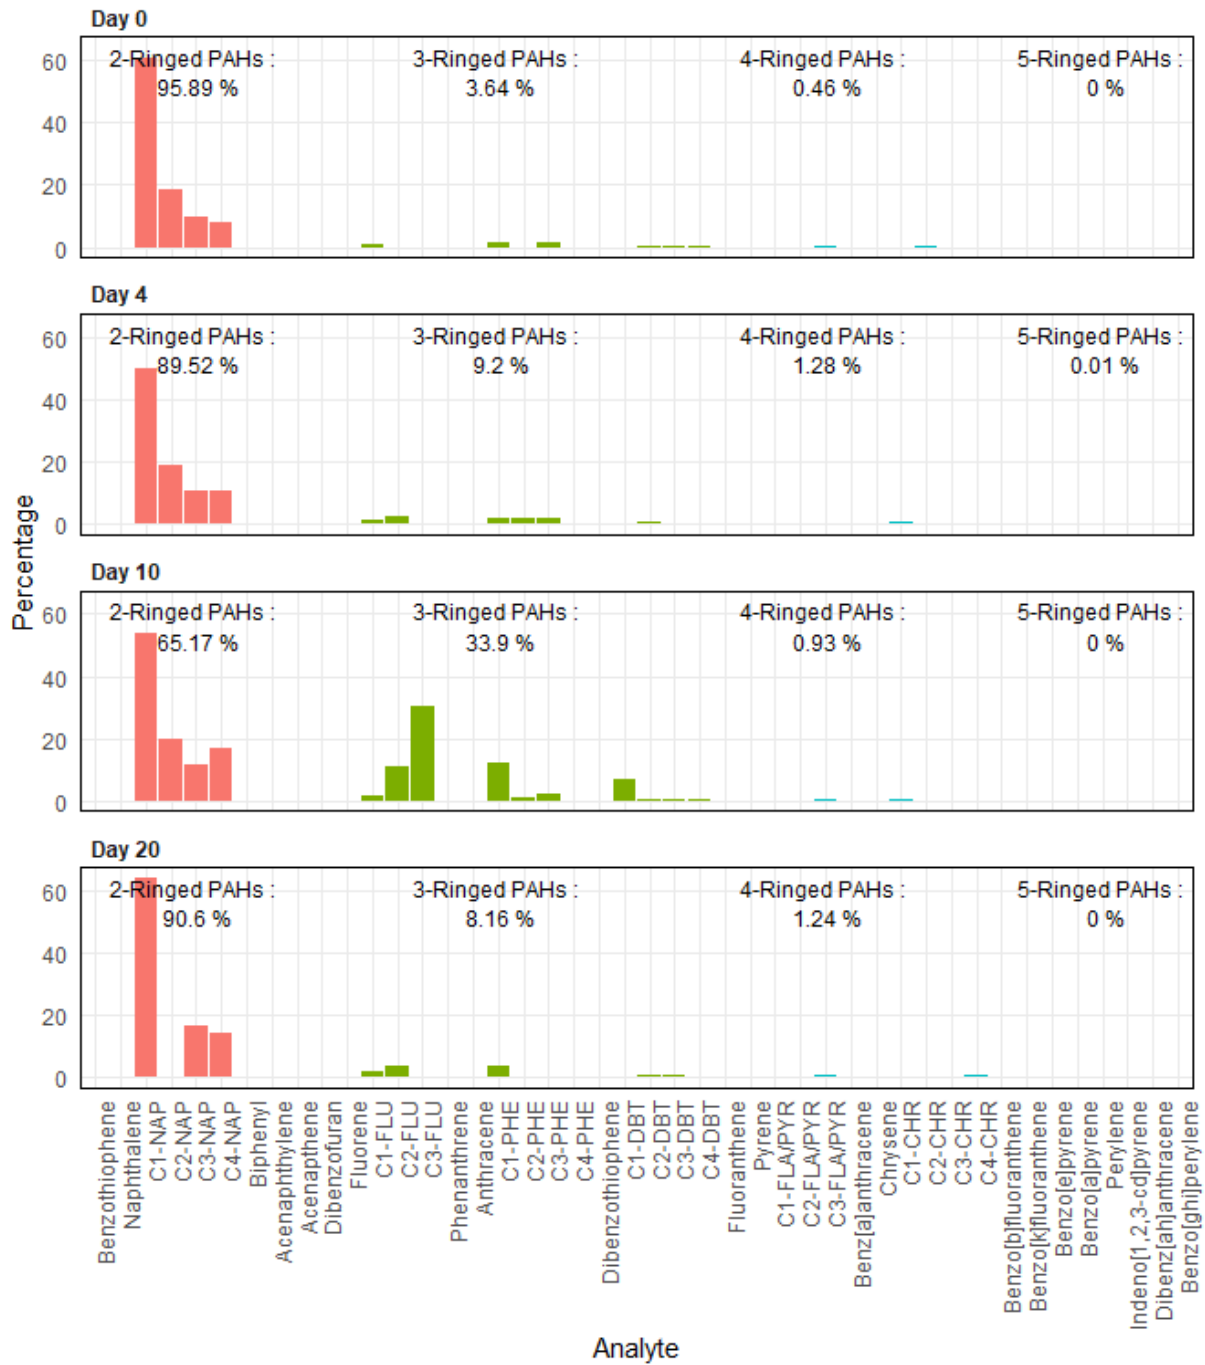 Day 0
2-Ringed PAHs :
95.89 %
3-Ringed PAHs :
3.64 %
4-Ringed PAHs :
0.46 %
5-Ringed PAHs :
0 %
60
40
20
0
Day 4
2-Ringed PAHs :
89.52 %
3-Ringed PAHs :
9.2 %
4-Ringed PAHs :
1.28 %
5-Ringed PAHs :
0.01 %
60
40
20
0
Percentage
Day 10
2-Ringed PAHs :
65.17 %
3-Ringed PAHs :
33.9 %
4-Ringed PAHs :
0.93 %
5-Ringed PAHs :
0 %
60
40
20
0
Day 20
2-Ringed PAHs :
90.6 %
3-Ringed PAHs :
8.16 %
4-Ringed PAHs :
1.24 %
5-Ringed PAHs :
0 %
60
40
20
0
Benzothiophene
Naphthalene
C1-NAP
C2-NAP
C3-NAP
C4-NAP
Biphenyl
Acenaphthylene
Acenapthene
Dibenzofuran
Fluorene
C1-FLU
C2-FLU
C3-FLU
Phenanthrene
Anthracene
C1-PHE
C2-PHE
C3-PHE
C4-PHE
Dibenzothiophene
C1-DBT
C2-DBT
C3-DBT
C4-DBT
Fluoranthene
Pyrene
C1-FLA/PYR
C2-FLA/PYR
C3-FLA/PYR
Benz[a]anthracene
Chrysene
C1-CHR
C2-CHR
C3-CHR
C4-CHR
Benzo[b]fluoranthene
Benzo[k]fluoranthene
Benzo[e]pyrene
Benzo[a]pyrene
Perylene
Indeno[1,2,3-cd]pyrene
Dibenz[ah]anthracene
Benzo[ghi]perylene
Analyte